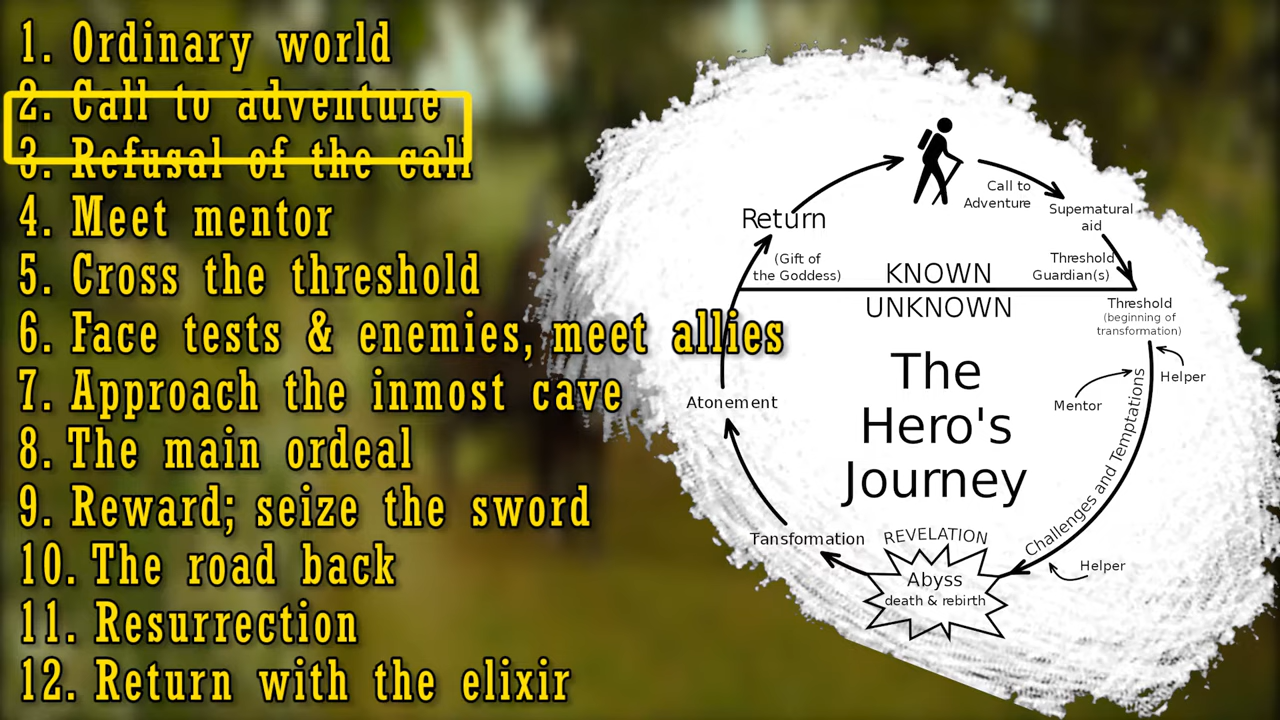 1. Ordinary world
2. Call to adventure
3. Refusal of the call
4. Meet mentor
5. Cross the threshold
6. Face tests & enemies, meet allies
7. Approach the inmost cave
8. The main ordeal
9. Reward; seize the sword
10. The road back
11. Resurrection
12. Return with the elixir
Call to
Adventure
Supernatural
aid
Threshold
Guardian(s)
Return
(Gift of
the Goddess)
KNOWN
UNKNOWN
Threshold
(beginning of
transformation)
Helper
Mentor
Challenges and Temptations
The
Hero's
Journey
Helper
REVELATION
Abyss
death & rebirth
Tansformation
Atonement